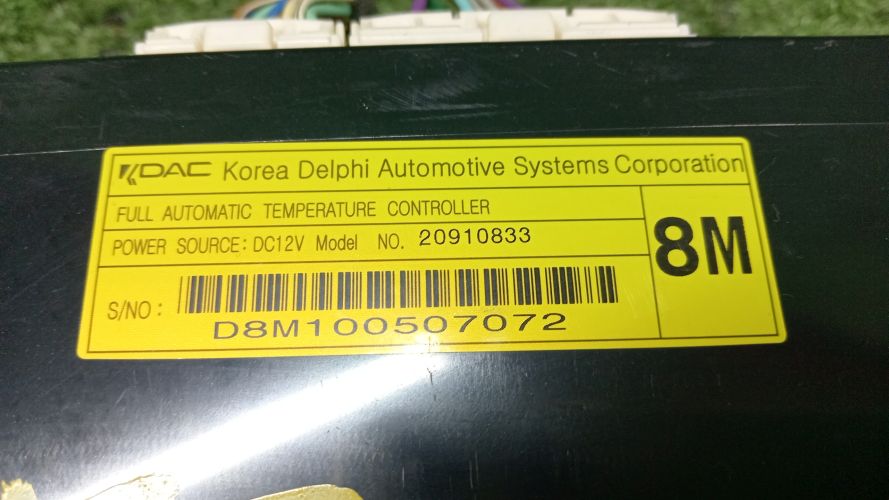 KDAC Korea Delphi Automotive Systems Corporation
FULL AUTOMATIC TEMPERATURE CONTROLLER
POWER SOURCE: DC12V Model NO. 20910833
8M
S/NO :
D8M100507072